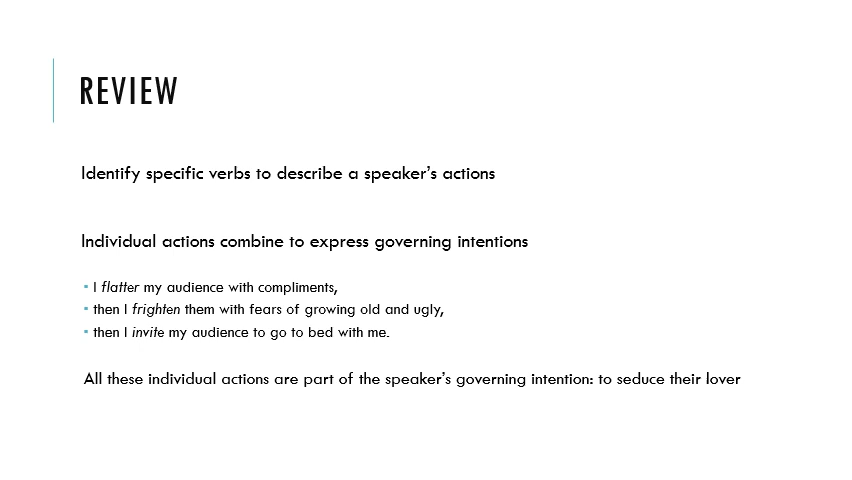 REVIEW
Identify specific verbs to describe a speaker’s actions
Individual actions combine to express governing intentions
▪ I flatter my audience with compliments,
▪ then I frighten them with fears of growing old and ugly,
▪ then I invite my audience to go to bed with me.
All these individual actions are part of the speaker’s governing intention: to seduce their lover